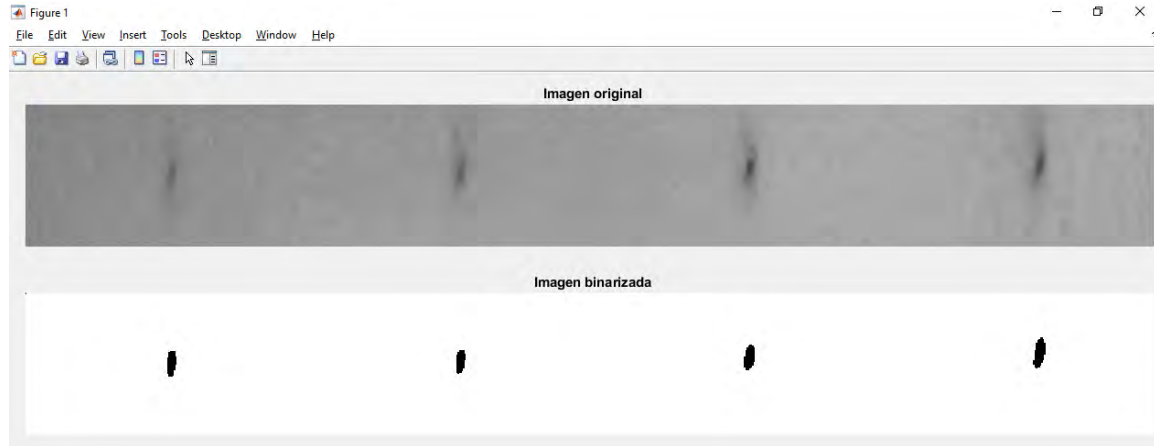 Figure 1
File Edit View Insert Tools Desktop Window Help
Imagen original
Imagen binarizada